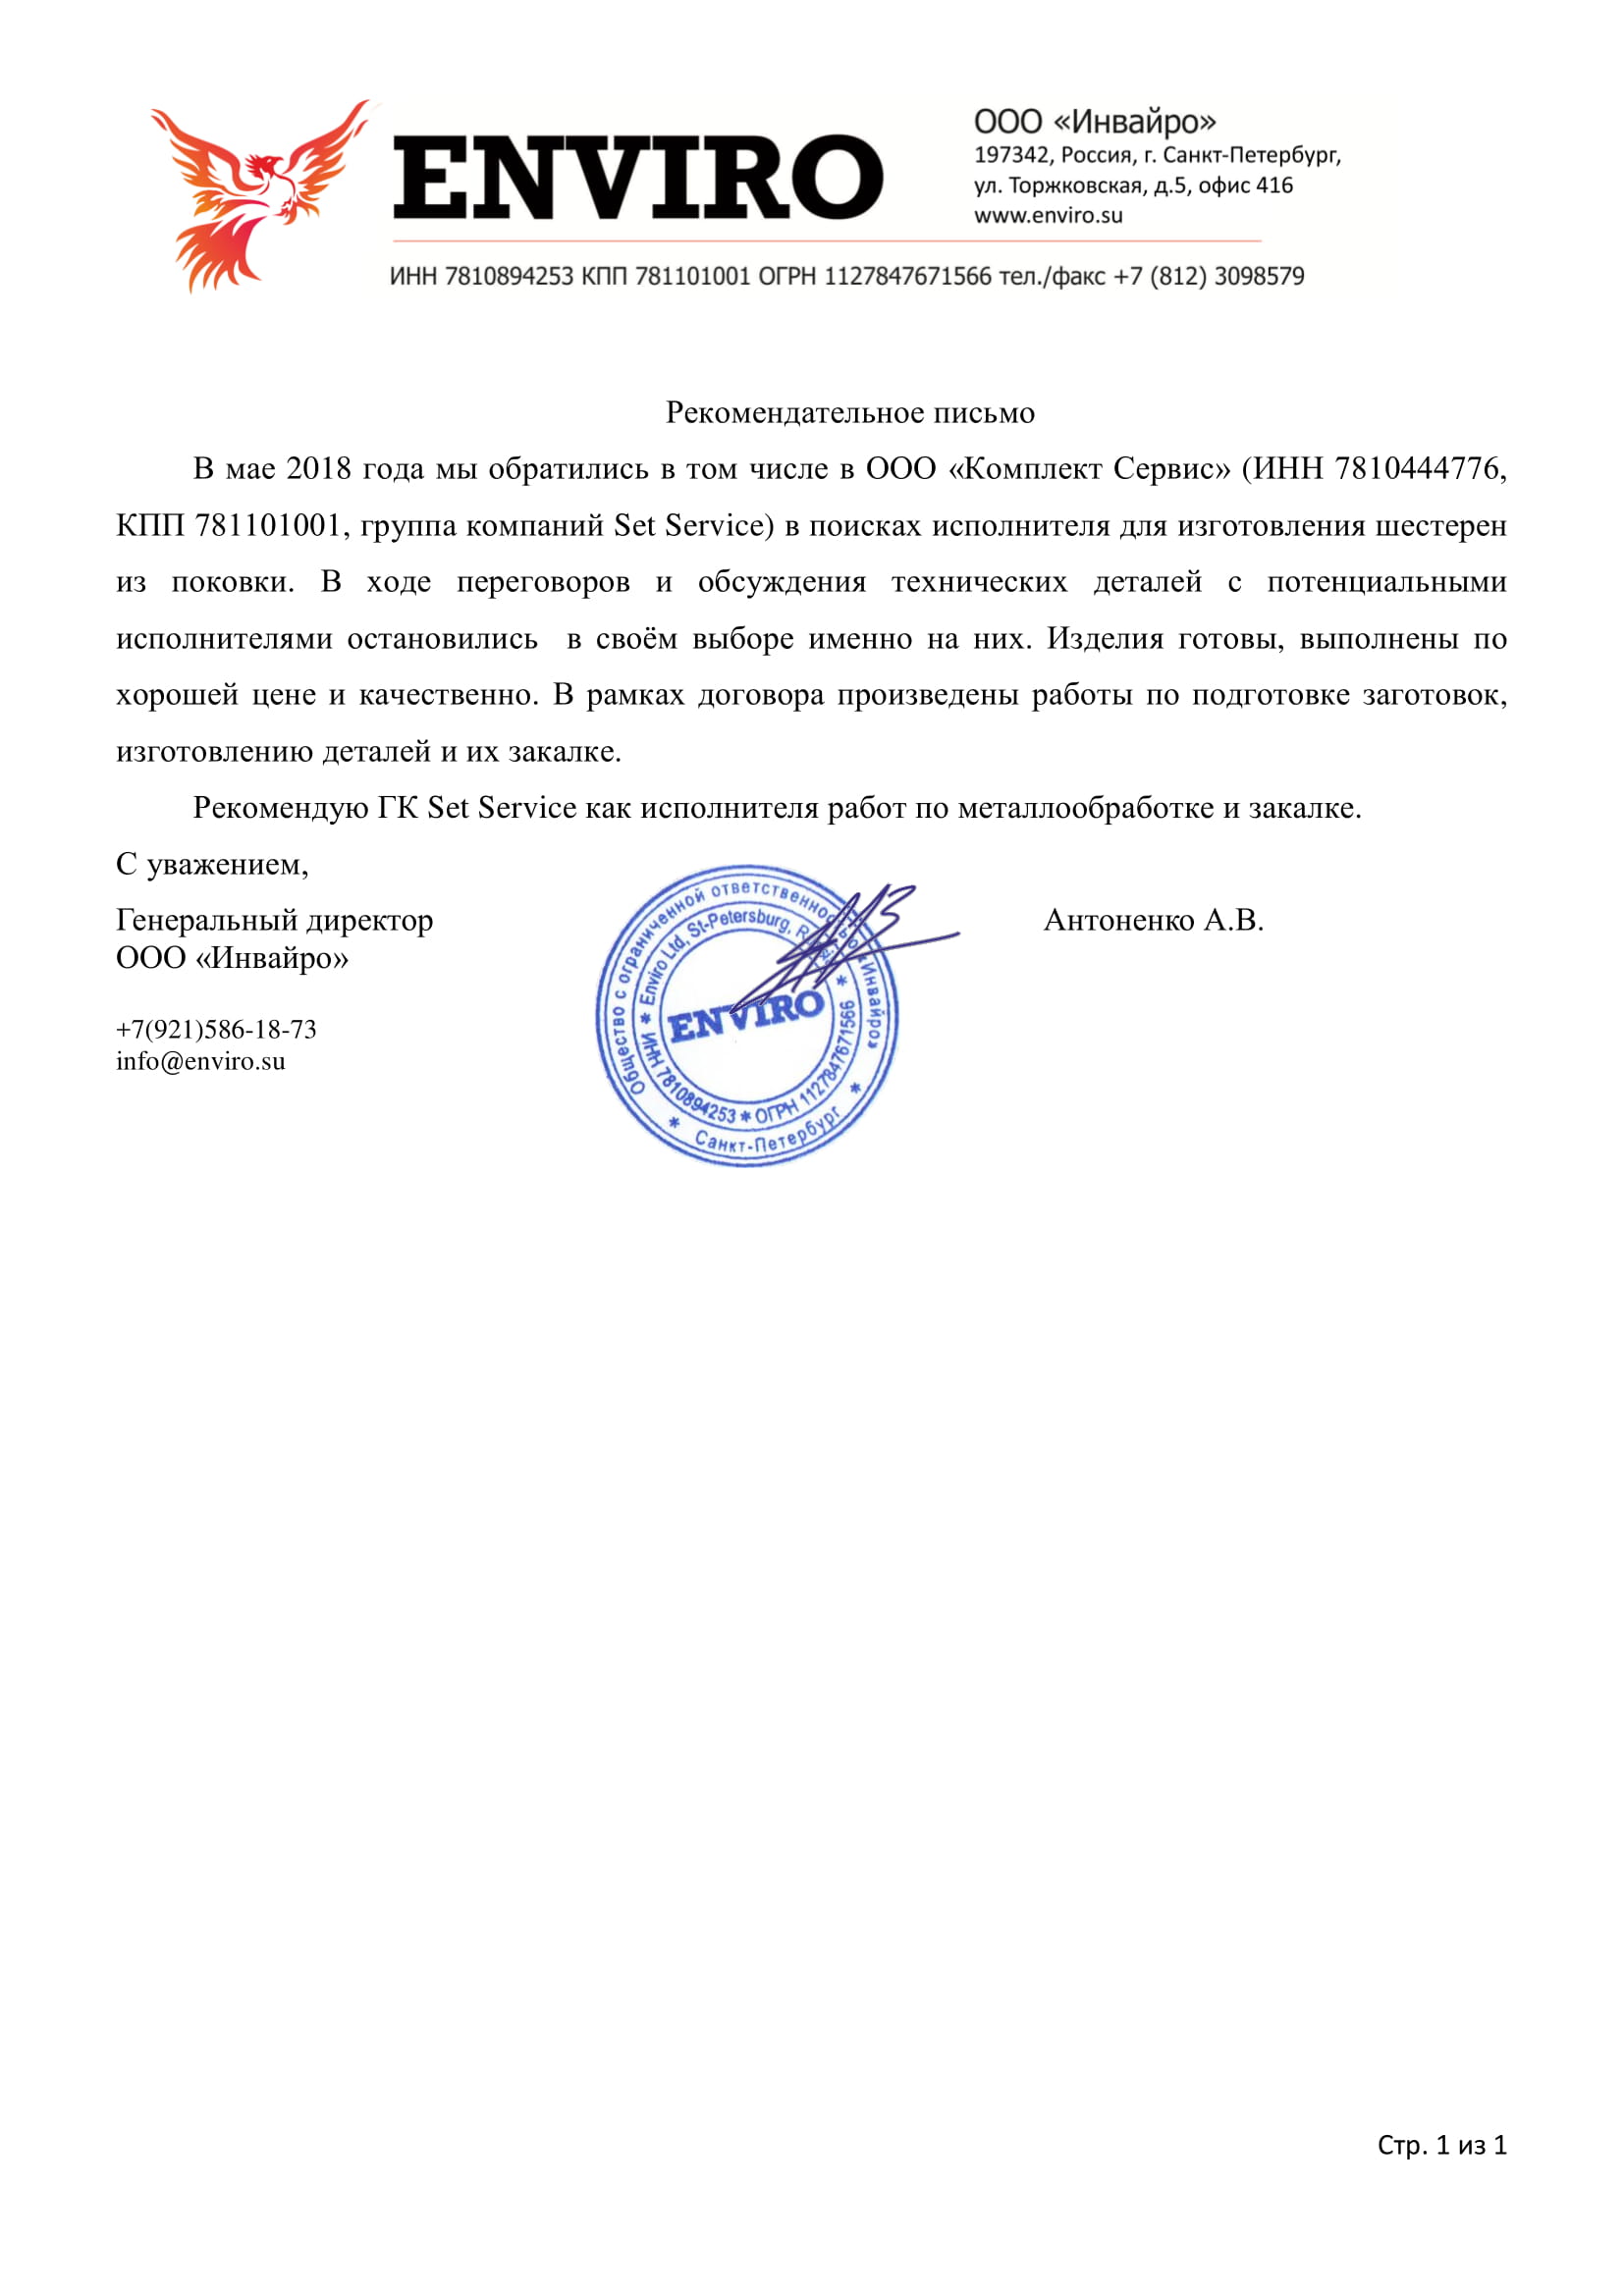 ENVIRO
ООО «Инвайро»
197342, Россия, г. Санкт-Петербург,
ул. Торжковская, д.5, офис 416
www.enviro.su
ИНН 7810894253 КПП 781101001 ОГРН 1127847671566 тел./факс +7 (812) 3098579
Рекомендательное письмо
В мае 2018 года мы обратились в том числе в ООО «Комплект Сервис» (ИНН 7810444776,
КПП 781101001, группа компаний Set Service) в поисках исполнителя для изготовления шестерен
из поковки. В ходе переговоров и обсуждения технических деталей с потенциальными
исполнителями остановились в своём выборе именно на них. Изделия готовы, выполнены по
хорошей цене и качественно. В рамках договора произведены работы по подготовке заготовок,
изготовлению деталей и их закалке.
Рекомендую ГК Set Service как исполнителя работ по металлообработке и закалке.
С уважением,
Генеральный директор
ООО «Инвайро»
Антоненко А.В.
+7(921)586-18-73
info@enviro.su
Общество с ограниченной ответственностью «Инвайро»
* Санкт-Петербург *
* Enviro Ltd, St-Petersburg, *
ИНН 7810894253 * ОГРН 1127847671566
ENVIRO
Стр. 1 из 1